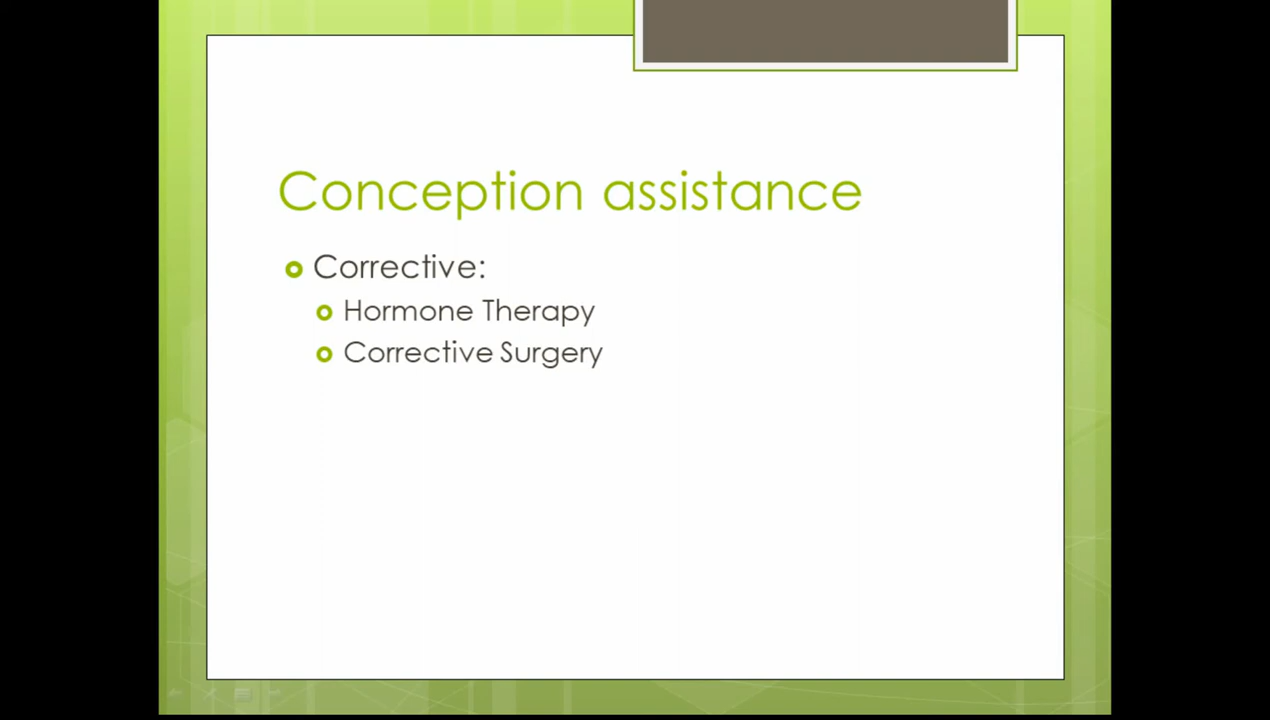 Conception assistance
Corrective:
Hormone Therapy
Corrective Surgery